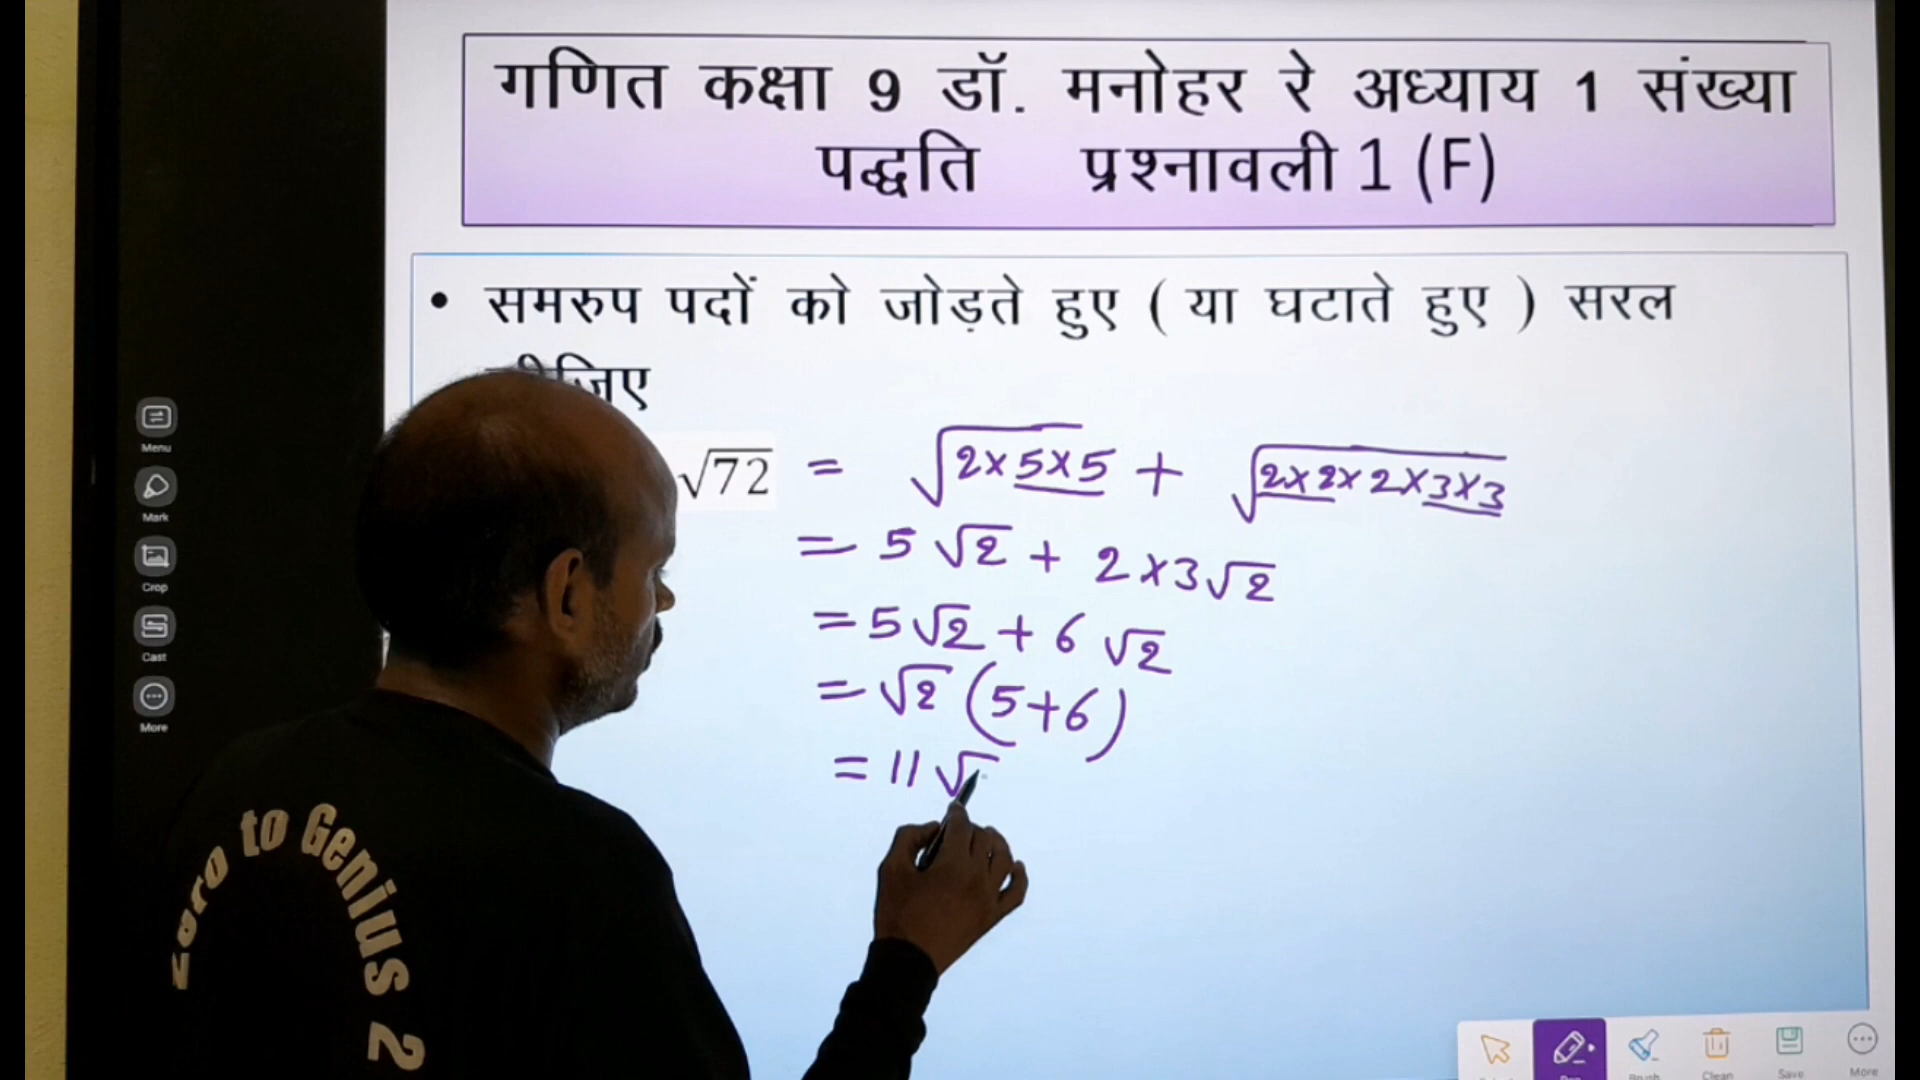 गणित कक्षा 9 डॉ. मनोहर रे अध्याय 1 संख्या
पद्धति प्रश्नावली 1 (F)
• समरुप पदों को जोड़ते हुए ( या घटाते हुए ) सरल
√72 = √2×5×5 + √2×2×2×3×3
= 5√2 + 2×3√2
= 5√2 + 6√2
= √2 (5+6)
= 11√
Menu
Mark
Crop
Cast
More
Zero to Genius 2
Clean
Save
More